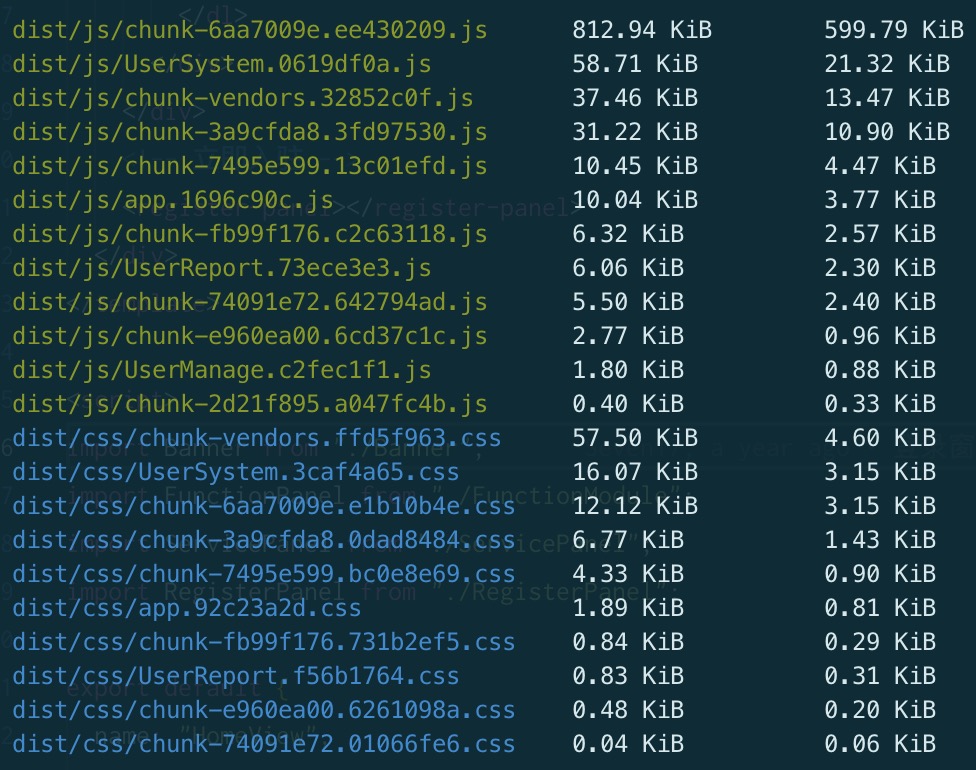 dist/js/chunk-6aa7009e.ee430209.js 812.94 KiB 599.79 KiB
dist/js/UserSystem.0619df0a.js 58.71 KiB 21.32 KiB
dist/js/chunk-vendors.32852c0f.js 37.46 KiB 13.47 KiB
dist/js/chunk-3a9cfda8.3fd97530.js 31.22 KiB 10.90 KiB
dist/js/chunk-7495e599.13c01efd.js 10.45 KiB 4.47 KiB
dist/js/app.1696c90c.js 10.04 KiB 3.77 KiB
dist/js/chunk-fb99f176.c2c63118.js 6.32 KiB 2.57 KiB
dist/js/UserReport.73ece3e3.js 6.06 KiB 2.30 KiB
dist/js/chunk-74091e72.642794ad.js 5.50 KiB 2.40 KiB
dist/js/chunk-e960ea00.6cd37c1c.js 2.77 KiB 0.96 KiB
dist/js/UserManage.c2fec1f1.js 1.80 KiB 0.88 KiB
dist/js/chunk-2d21f895.a047fc4b.js 0.40 KiB 0.33 KiB
dist/css/chunk-vendors.ffd5f963.css 57.50 KiB 4.60 KiB
dist/css/UserSystem.3caf4a65.css 16.07 KiB 3.15 KiB
dist/css/chunk-6aa7009e.e1b10b4e.css 12.12 KiB 3.15 KiB
dist/css/chunk-3a9cfda8.0dad8484.css 6.77 KiB 1.43 KiB
dist/css/chunk-7495e599.bc0e8e69.css 4.33 KiB 0.90 KiB
dist/css/app.92c23a2d.css 1.89 KiB 0.81 KiB
dist/css/chunk-fb99f176.731b2ef5.css 0.84 KiB 0.29 KiB
dist/css/UserReport.f56b1764.css 0.83 KiB 0.31 KiB
dist/css/chunk-e960ea00.6261098a.css 0.48 KiB 0.20 KiB
dist/css/chunk-74091e72.01066fe6.css 0.04 KiB 0.06 KiB